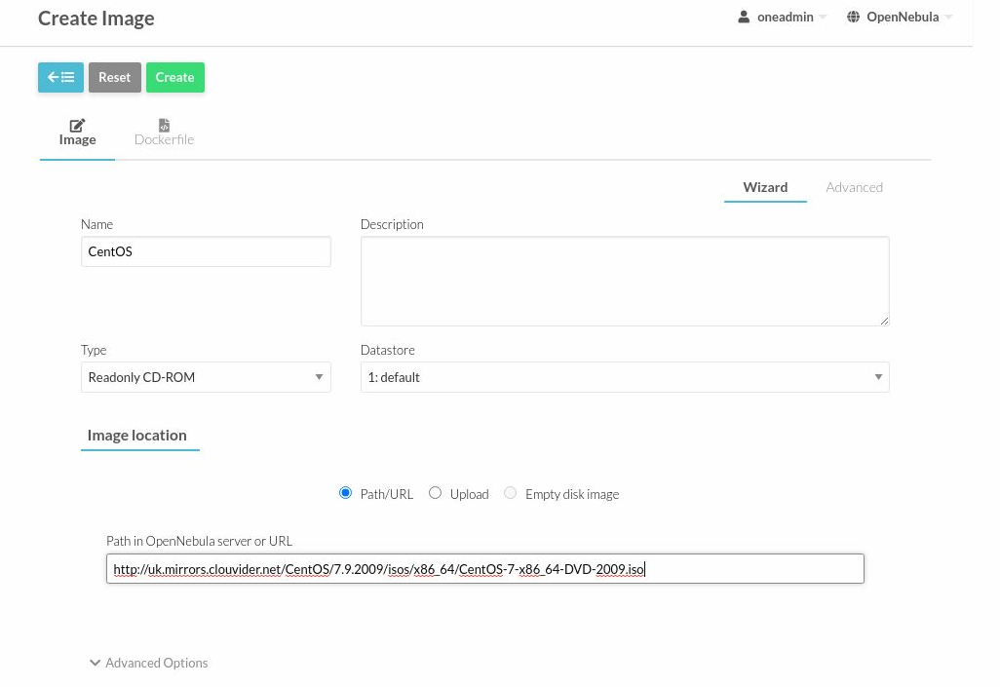 Create Image
oneadmin OpenNebula
Reset Create
Image Dockerfile
Wizard Advanced
Name Description
CentOS
Type Datastore
Readonly CD-ROM 1: default
Image location
Path/URL Upload Empty disk image
Path in OpenNebula server or URL
http://uk.mirrors.clouvider.net/CentOS/7.9.2009/isos/x86_64/CentOS-7-x86_64-DVD-2009.iso
Advanced Options